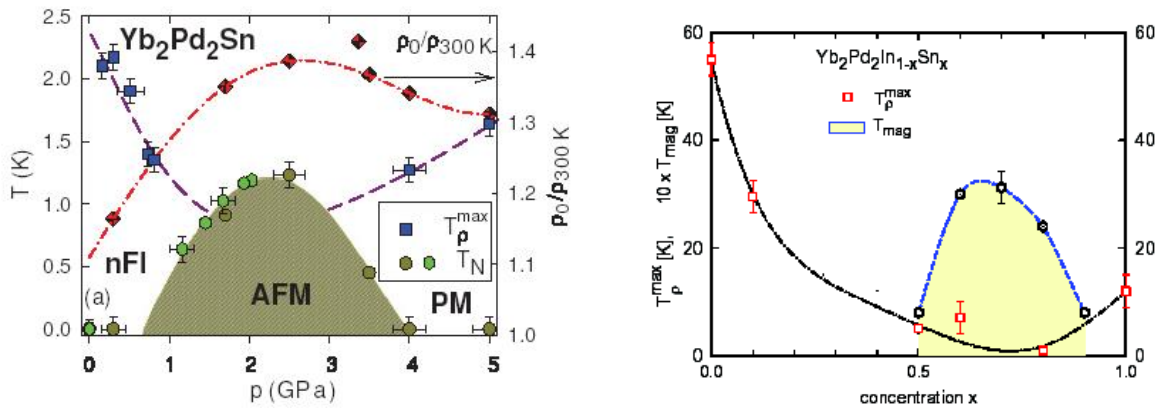 Yb2Pd2Sn
ρ0/ρ300 K
2.5
2.0
1.5
1.0
0.5
0.0
T (K)
1.4
1.3
1.2
1.1
1.0
ρ0/ρ300 K
nFl
(a)
AFM
PM
Tρmax
TN
0 1 2 3 4 5
p (GPa)
60
40
20
0
Tρmax [K], 10 x Tmag [K]
Yb2Pd2In1-xSnx
Tρmax
Tmag
60
40
20
0
0.0 0.5 1.0
concentration x